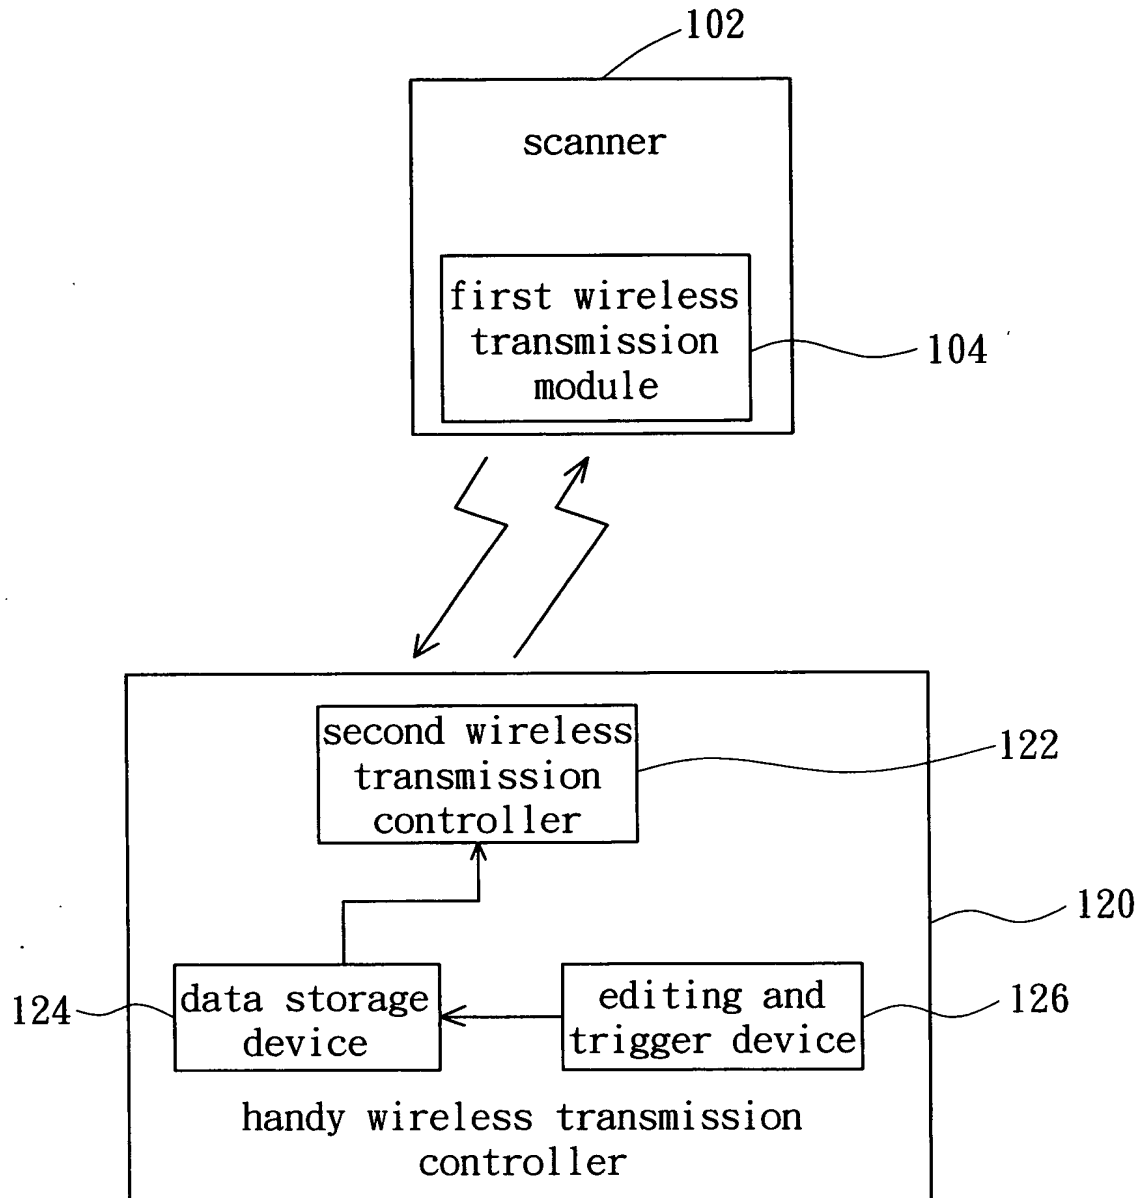 102
scanner
first wireless
transmission
module
104
second wireless
transmission
controller
122
120
data storage
device
124
editing and
trigger device
126
handy wireless transmission
controller